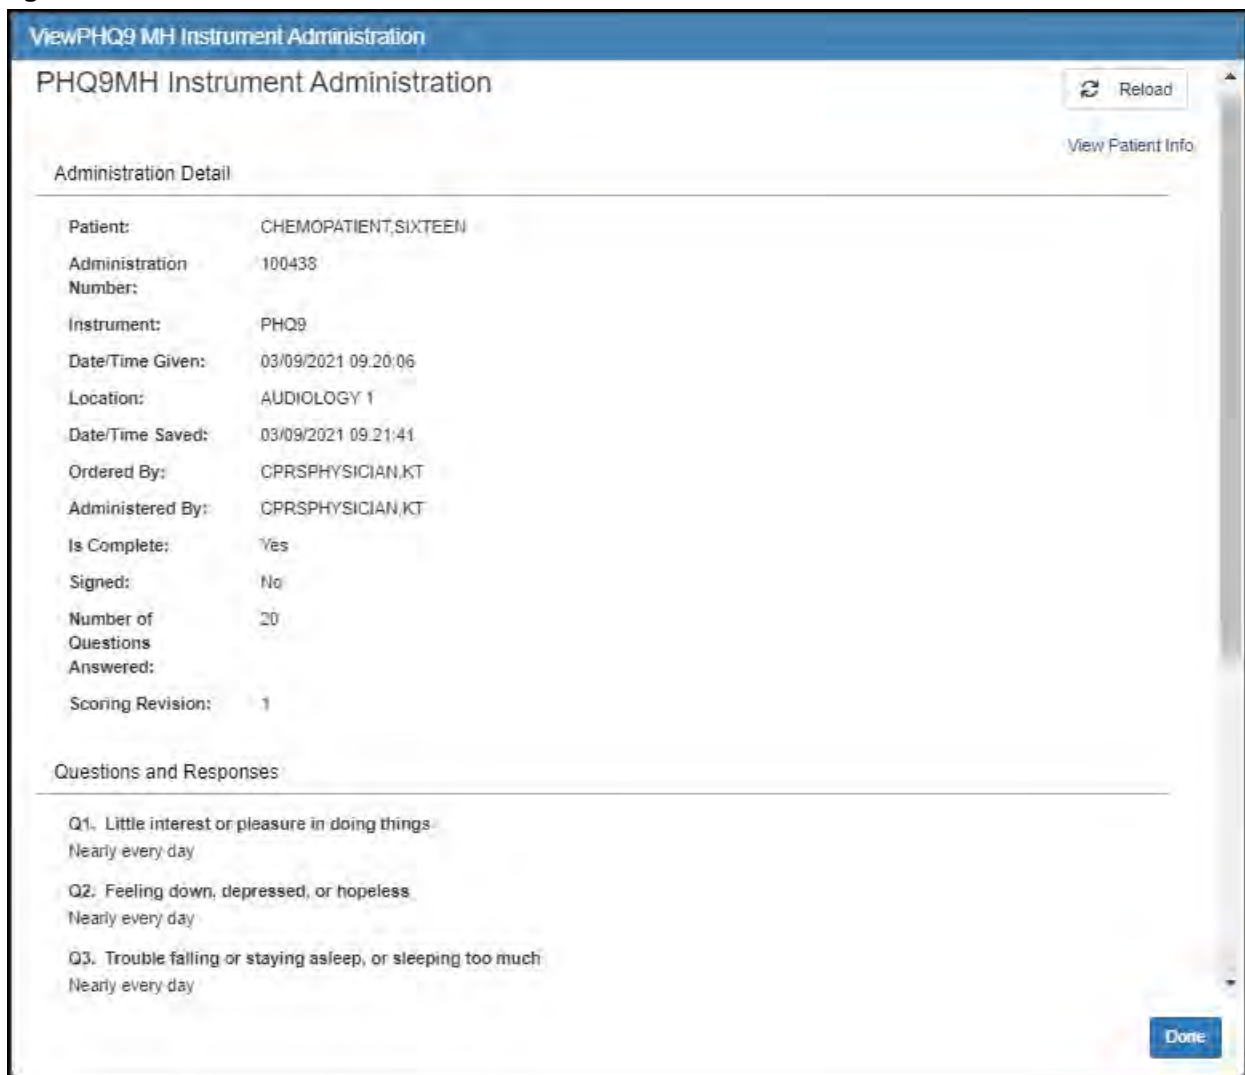 ViewPHQ9 MH Instrument Administration
PHQ9MH Instrument Administration
Reload
View Patient Info
Administration Detail
Patient: CHEMOPATIENT,SIXTEEN
Administration 100438
Number:
Instrument: PHQ9
Date/Time Given: 03/09/2021 09:20:06
Location: AUDIOLOGY 1
Date/Time Saved: 03/09/2021 09:21:41
Ordered By: CPRSPHYSICIAN,KT
Administered By: CPRSPHYSICIAN,KT
Is Complete: Yes
Signed: No
Number of 20
Questions
Answered:
Scoring Revision: 1
Questions and Responses
Q1. Little interest or pleasure in doing things
Nearly every day
Q2. Feeling down, depressed, or hopeless
Nearly every day
Q3. Trouble falling or staying asleep, or sleeping too much
Nearly every day
Done